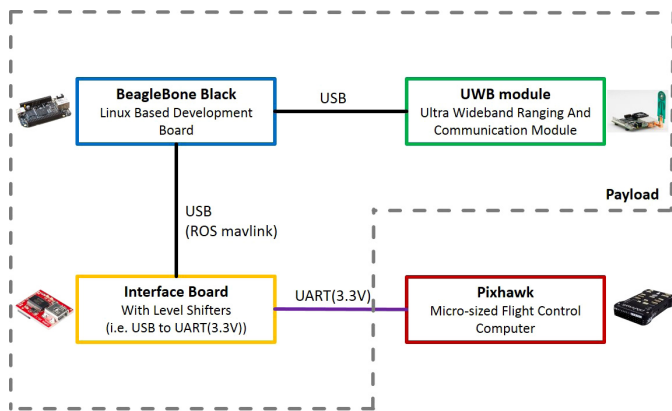 BeagleBone Black
Linux Based Development
Board
USB
UWB module
Ultra Wideband Ranging And
Communication Module
Payload
USB
(ROS mavlink)
Interface Board
With Level Shifters
(i.e. USB to UART(3.3V))
UART(3.3V)
Pixhawk
Micro-sized Flight Control
Computer